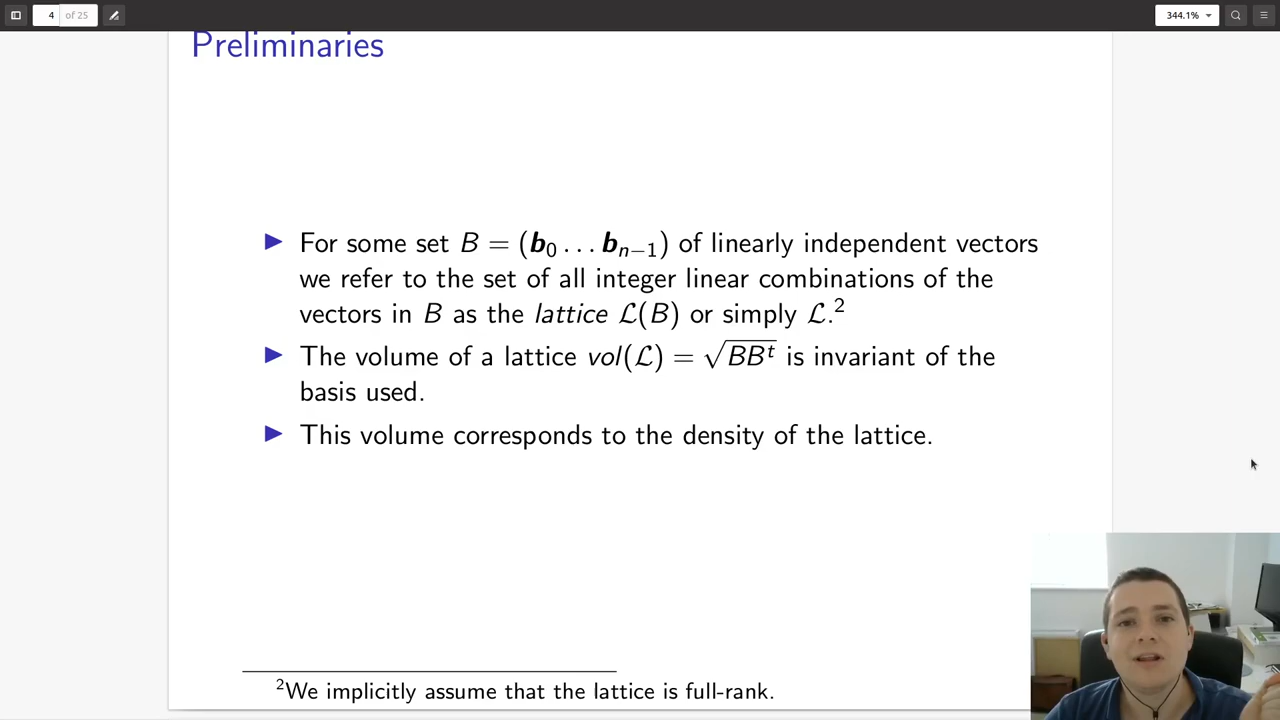 4 of 25
344.1%
Preliminaries
▶ For some set B = (b₀ … bₙ₋₁) of linearly independent vectors
we refer to the set of all integer linear combinations of the
vectors in B as the lattice ℒ(B) or simply ℒ.²
▶ The volume of a lattice vol(ℒ) = √BBᵗ is invariant of the
basis used.
▶ This volume corresponds to the density of the lattice.
²We implicitly assume that the lattice is full-rank.